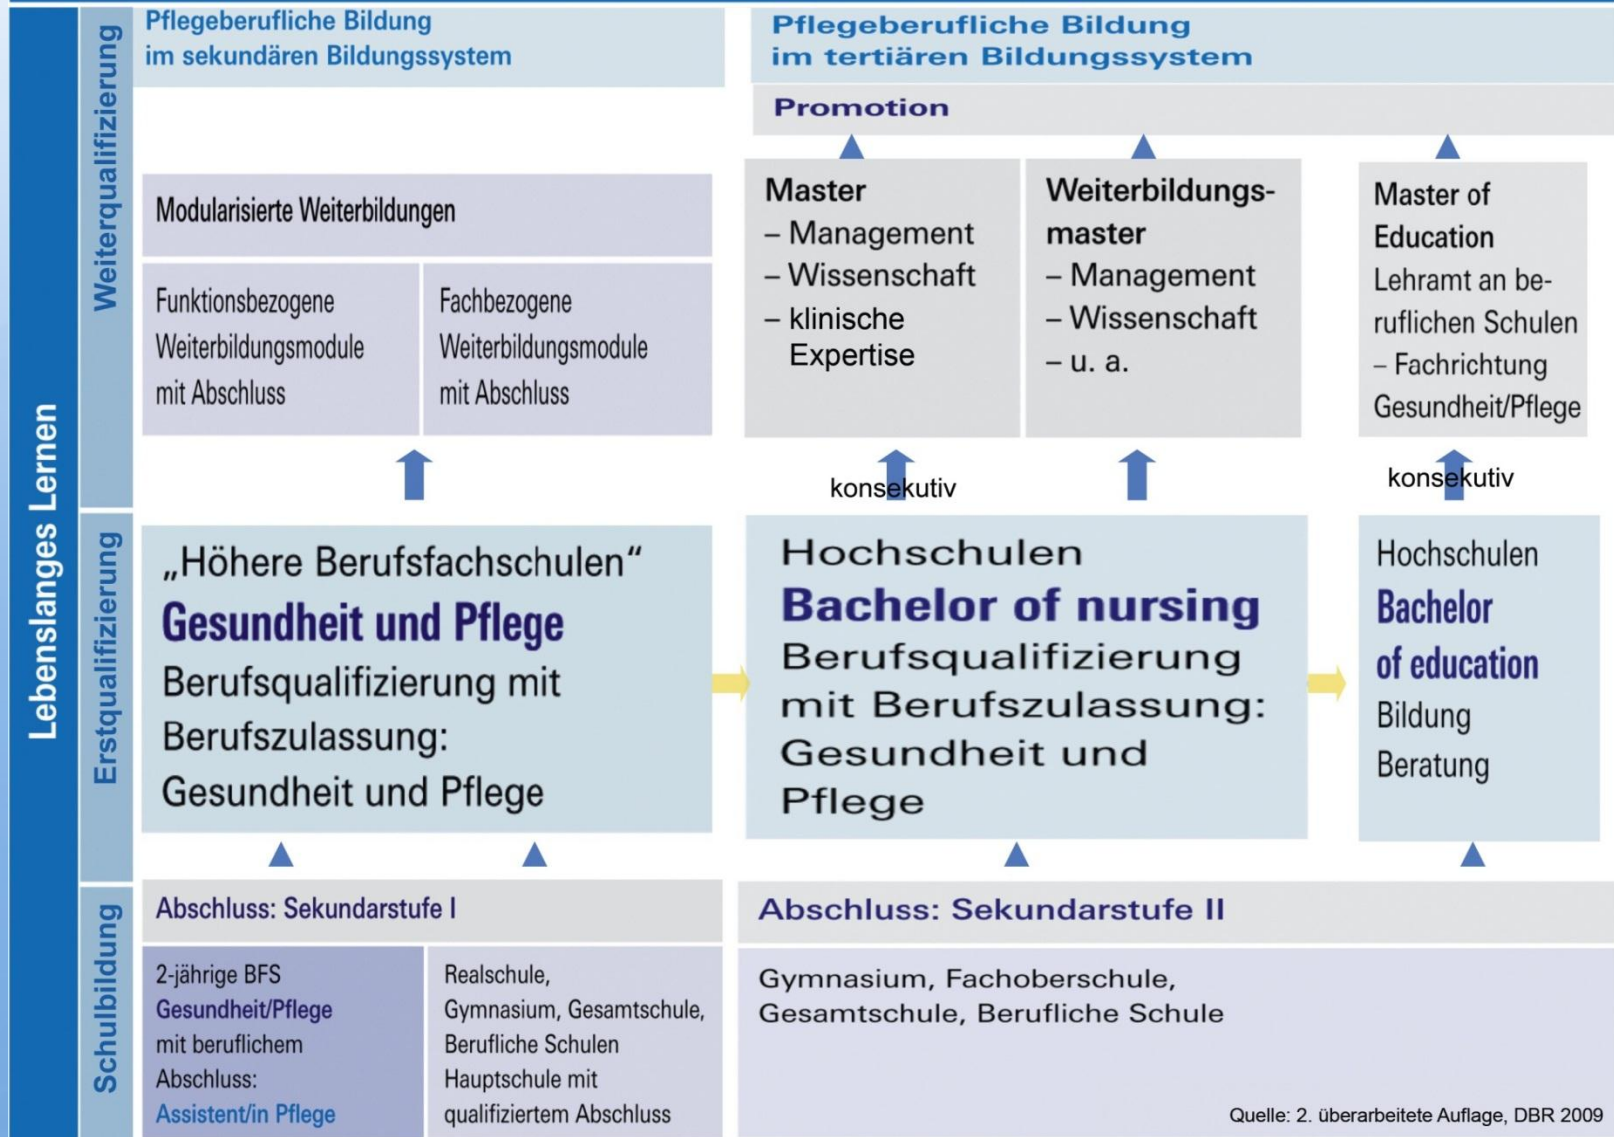 Lebenslanges Lernen
Weiterqualifizierung
Erstqualifizierung
Schulbildung
Pflegeberufliche Bildung
im sekundären Bildungssystem
Pflegeberufliche Bildung
im tertiären Bildungssystem
Promotion
Modularisierte Weiterbildungen
Funktionsbezogene
Weiterbildungsmodule
mit Abschluss
Fachbezogene
Weiterbildungsmodule
mit Abschluss
Master
– Management
– Wissenschaft
– klinische
Expertise
Weiterbildungs-
master
– Management
– Wissenschaft
– u. a.
Master of
Education
Lehramt an be-
ruflichen Schulen
– Fachrichtung
Gesundheit/Pflege
konsekutiv
konsekutiv
„Höhere Berufsfachschulen“
Gesundheit und Pflege
Berufsqualifizierung mit
Berufszulassung:
Gesundheit und Pflege
Hochschulen
Bachelor of nursing
Berufsqualifizierung
mit Berufszulassung:
Gesundheit und
Pflege
Hochschulen
Bachelor
of education
Bildung
Beratung
Abschluss: Sekundarstufe I
2-jährige BFS
Gesundheit/Pflege
mit beruflichem
Abschluss:
Assistent/in Pflege
Realschule,
Gymnasium, Gesamtschule,
Berufliche Schulen
Hauptschule mit
qualifiziertem Abschluss
Abschluss: Sekundarstufe II
Gymnasium, Fachoberschule,
Gesamtschule, Berufliche Schule
Quelle: 2. überarbeitete Auflage, DBR 2009